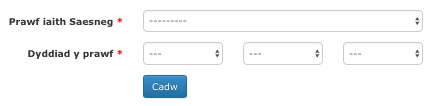 Prawf iaith Saesneg * ---------
Dyddiad y prawf * --- --- ---
Cadw